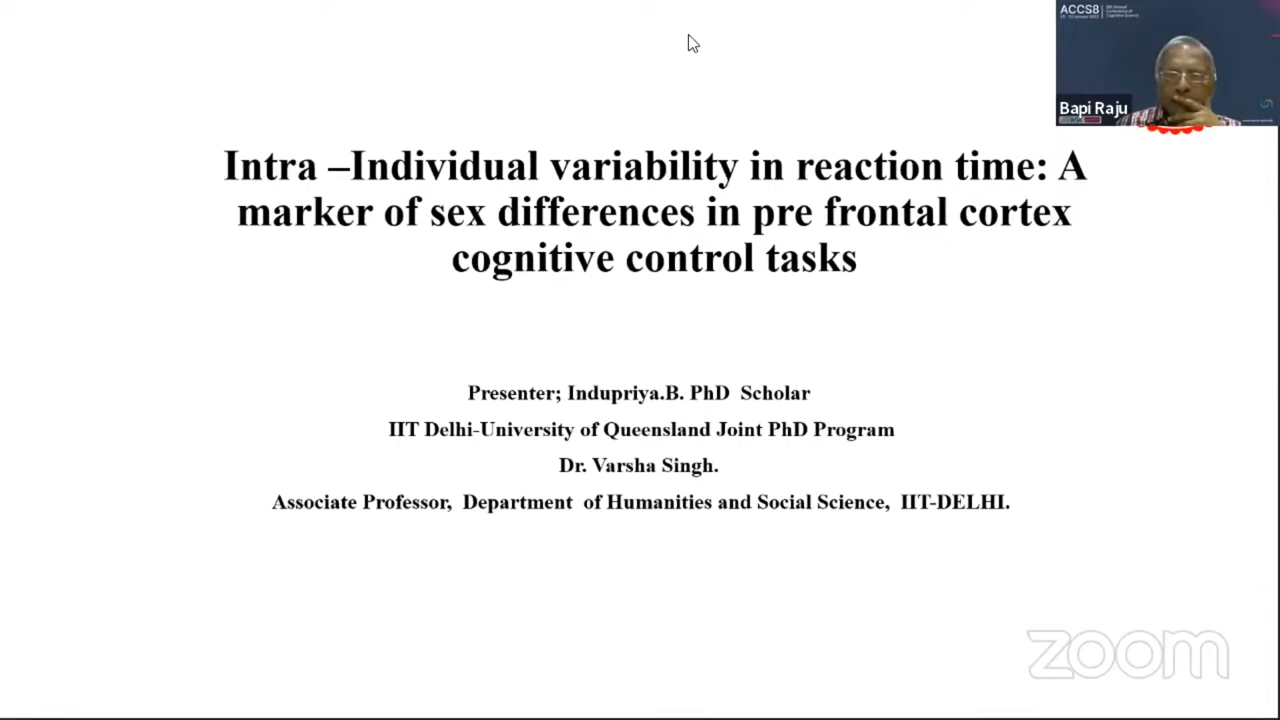 ACCS8
Bapi Raju
Intra –Individual variability in reaction time: A
marker of sex differences in pre frontal cortex
cognitive control tasks
Presenter; Indupriya.B. PhD  Scholar
IIT Delhi-University of Queensland Joint PhD Program
Dr. Varsha Singh.
Associate Professor,  Department  of Humanities and Social Science,  IIT-DELHI.
zoom